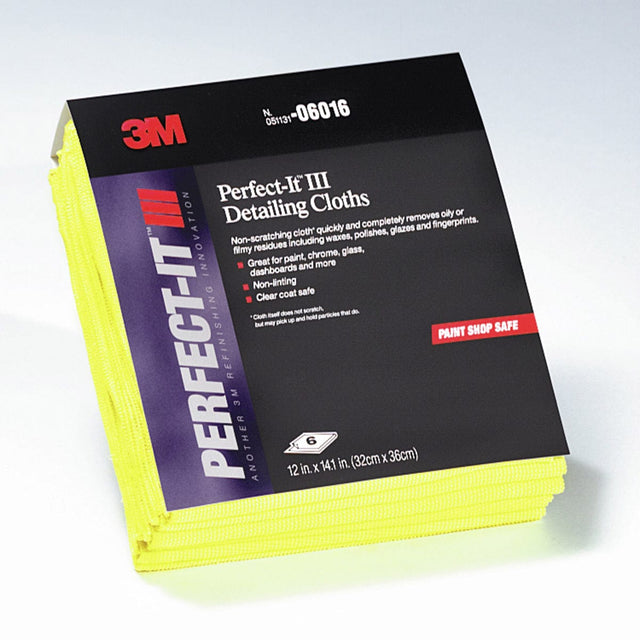 3M
N.
051131-06016
PERFECT-IT™ III
ANOTHER 3M REFINISHING INNOVATION
Perfect-It™ III
Detailing Cloths
Non-scratching cloth* quickly and completely removes oily or
filmy residues including waxes, polishes, glazes and fingerprints.
Great for paint, chrome, glass,
dashboards and more
Non-linting
Clear coat safe
* Cloth itself does not scratch,
but may pick up and hold particles that do.
PAINT SHOP SAFE
6
12 in. x 14.1 in. (32cm x 36cm)